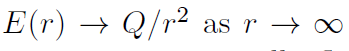 E(r) → Q/r² as r → ∞